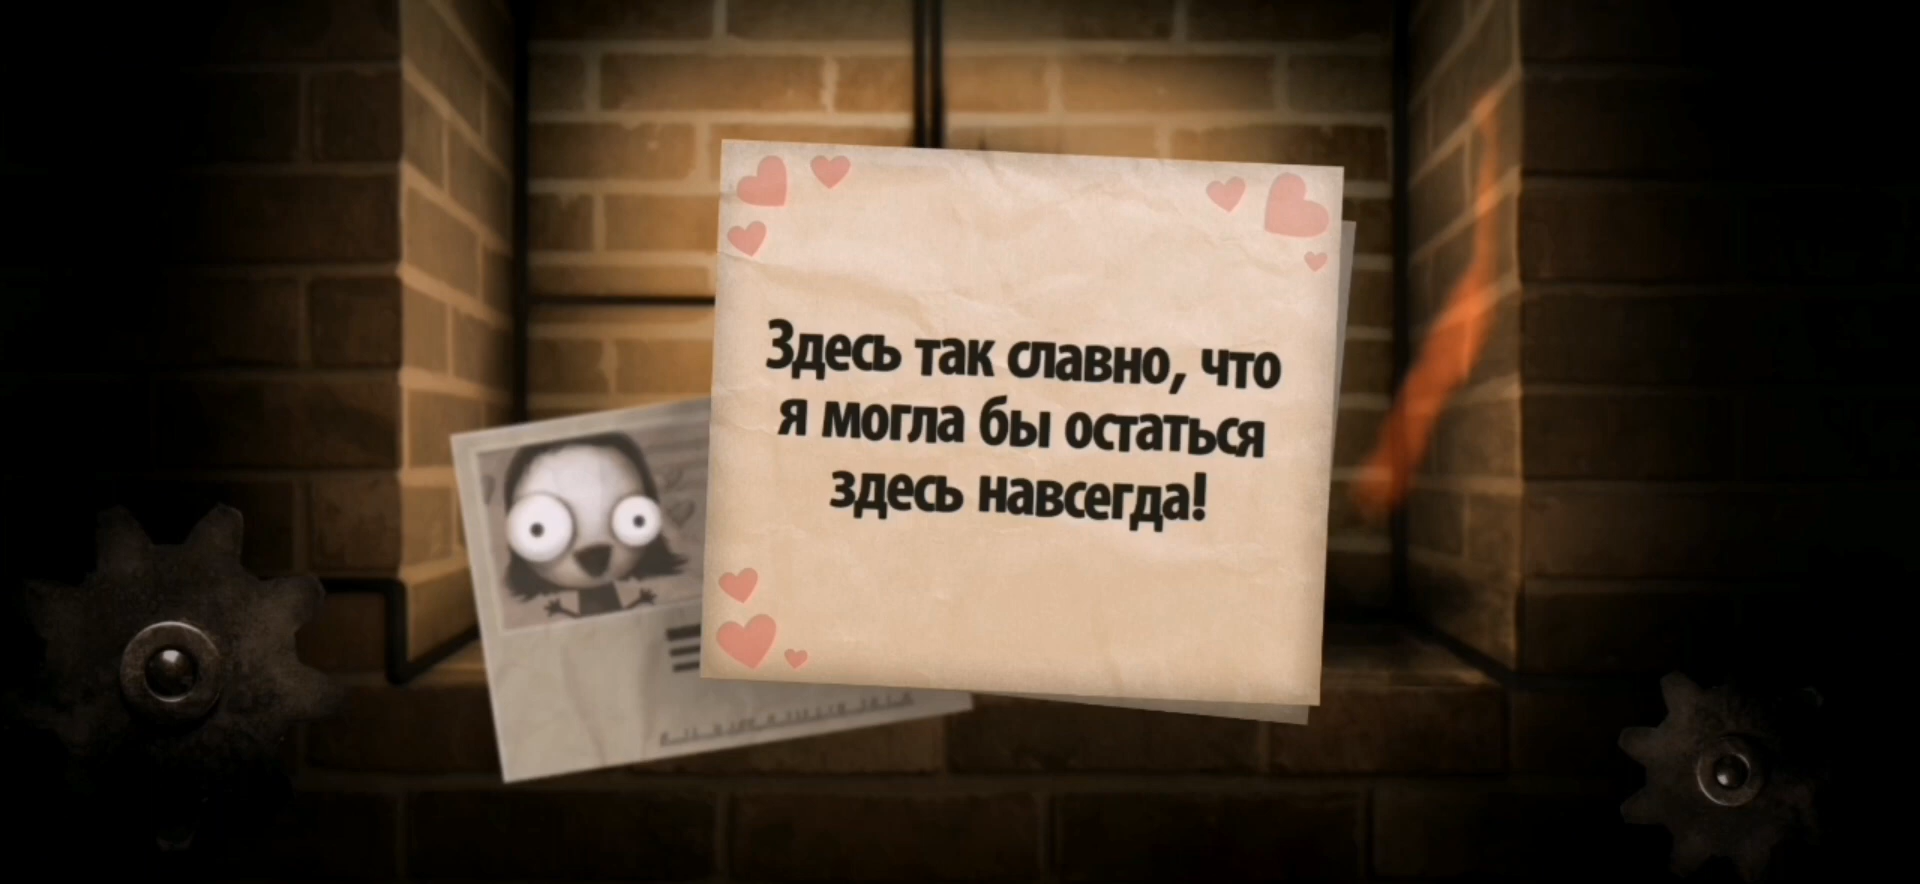 Здесь так славно, что
я могла бы остаться
здесь навсегда!